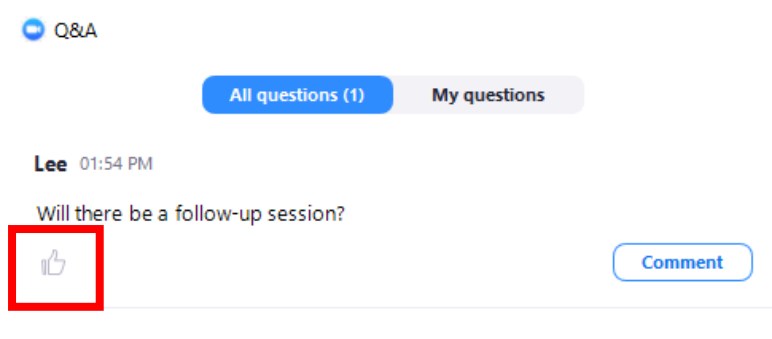 Q&A
All questions (1) My questions
Lee 01:54 PM
Will there be a follow-up session?
Comment